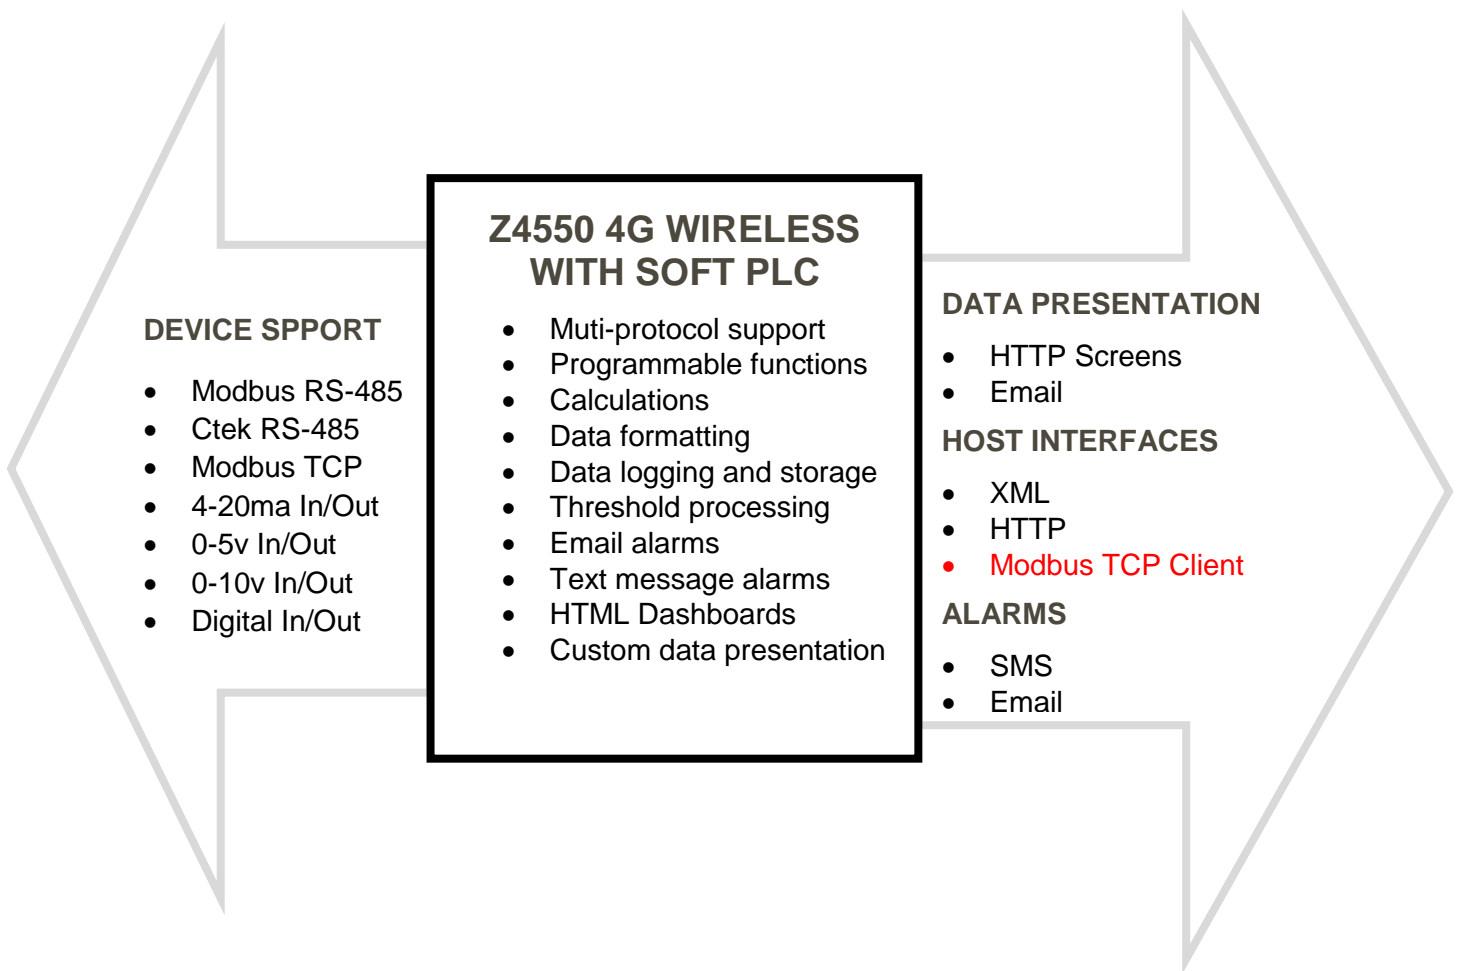 DEVICE SPPORT
• Modbus RS-485
• Ctek RS-485
• Modbus TCP
• 4-20ma In/Out
• 0-5v In/Out
• 0-10v In/Out
• Digital In/Out
Z4550 4G WIRELESS
WITH SOFT PLC
• Muti-protocol support
• Programmable functions
• Calculations
• Data formatting
• Data logging and storage
• Threshold processing
• Email alarms
• Text message alarms
• HTML Dashboards
• Custom data presentation
DATA PRESENTATION
• HTTP Screens
• Email
HOST INTERFACES
• XML
• HTTP
• Modbus TCP Client
ALARMS
• SMS
• Email